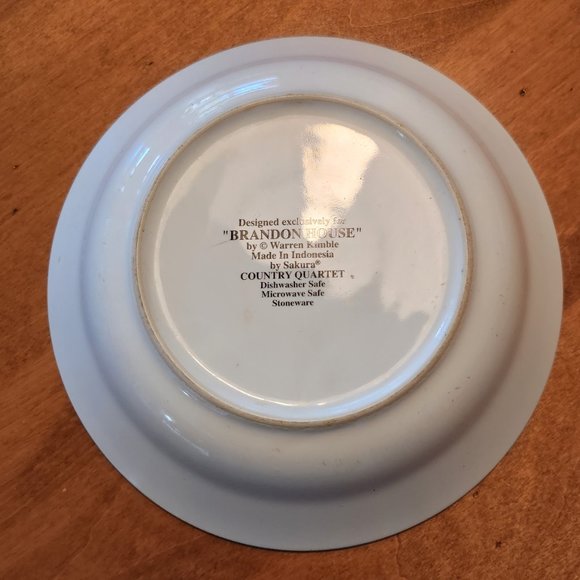 Designed exclusively for
"BRANDON HOUSE"
by © Warren Kimble
Made In Indonesia
by Sakura®
COUNTRY QUARTET
Dishwasher Safe
Microwave Safe
Stoneware